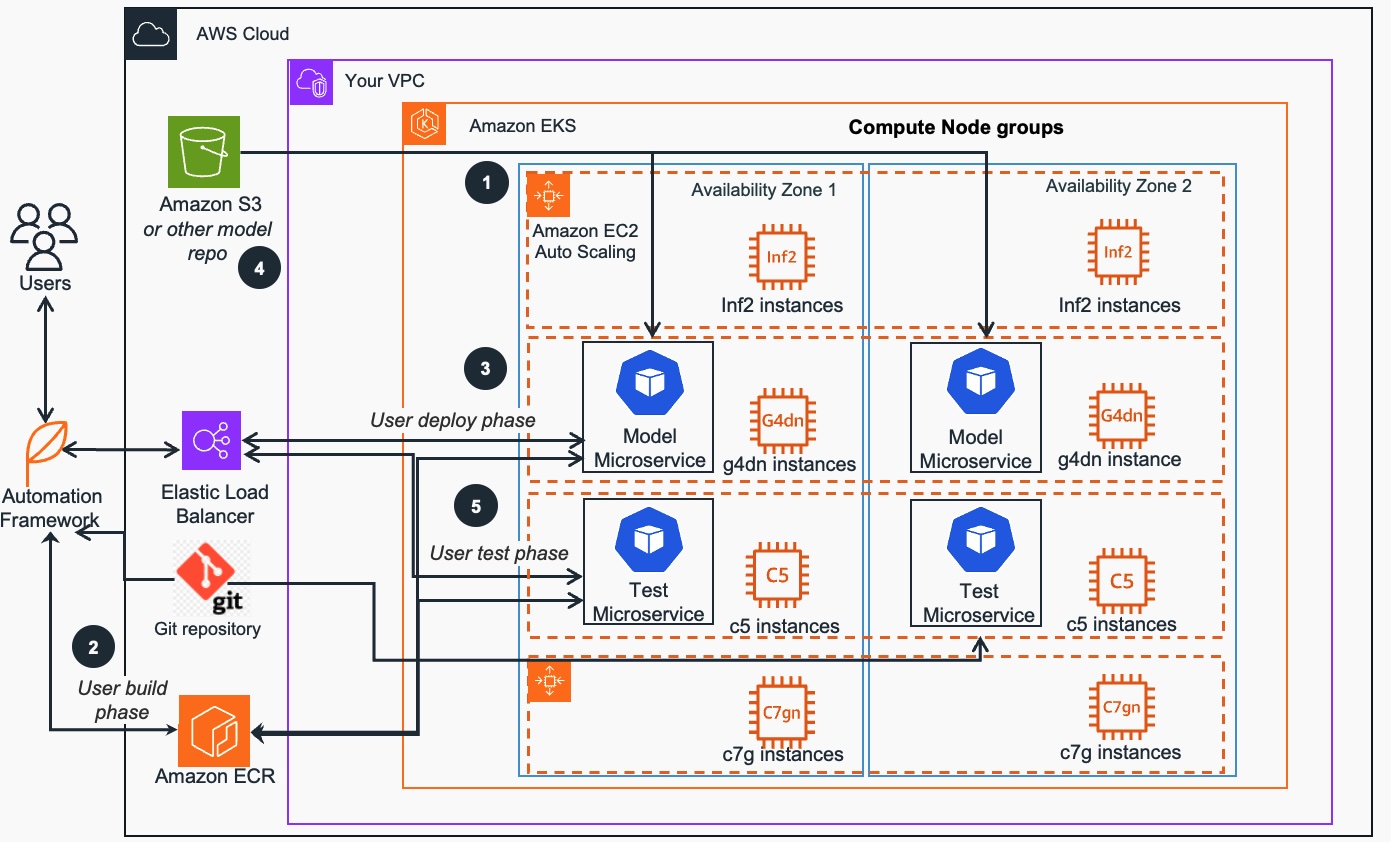 AWS Cloud
Your VPC
Amazon EKS
Compute Node groups
1
Availability Zone 1
Availability Zone 2
Amazon S3
or other model
repo
4
Amazon EC2
Auto Scaling
Inf2
Inf2 instances
Inf2
Inf2 instances
Users
3
User deploy phase
Model
Microservice
G4dn
g4dn instances
Model
Microservice
G4dn
g4dn instance
Automation
Framework
Elastic Load
Balancer
5
User test phase
Test
Microservice
C5
c5 instances
Test
Microservice
C5
c5 instances
git
Git repository
2
User build
phase
Amazon ECR
C7gn
c7g instances
C7gn
c7g instances